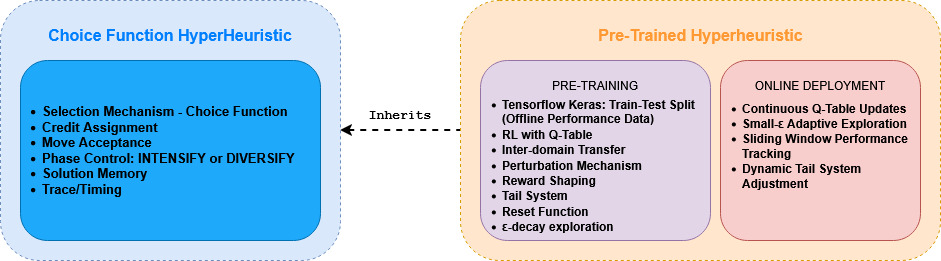 Choice Function HyperHeuristic
• Selection Mechanism - Choice Function
• Credit Assignment
• Move Acceptance
• Phase Control: INTENSIFY or DIVERSIFY
• Solution Memory
• Trace/Timing
Inherits
Pre-Trained Hyperheuristic
PRE-TRAINING
• Tensorflow Keras: Train-Test Split
(Offline Performance Data)
• RL with Q-Table
• Inter-domain Transfer
• Perturbation Mechanism
• Reward Shaping
• Tail System
• Reset Function
• ε-decay exploration
ONLINE DEPLOYMENT
• Continuous Q-Table Updates
• Small-ε Adaptive Exploration
• Sliding Window Performance
Tracking
• Dynamic Tail System
Adjustment